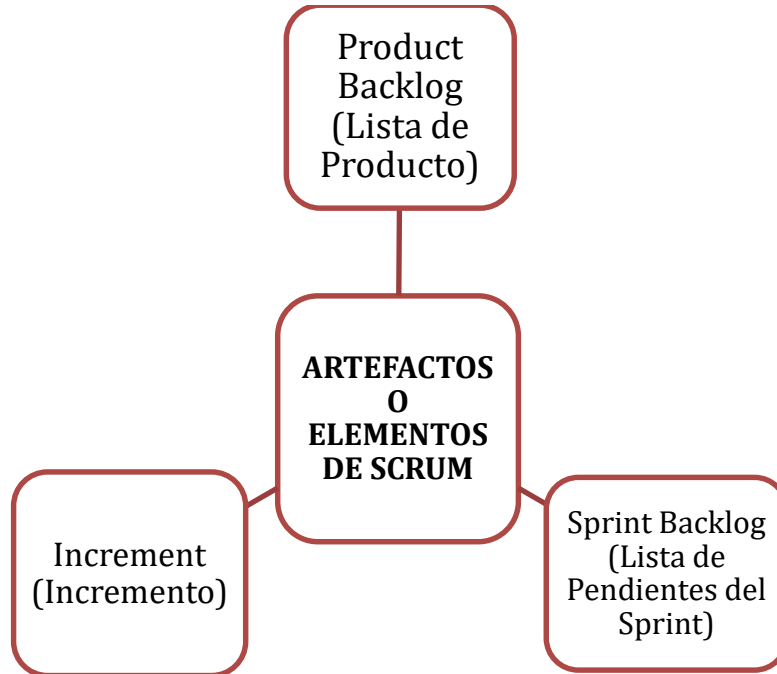 Product
Backlog
(Lista de
Producto)
ARTEFACTOS
O
ELEMENTOS
DE SCRUM
Increment
(Incremento)
Sprint Backlog
(Lista de
Pendientes del
Sprint)